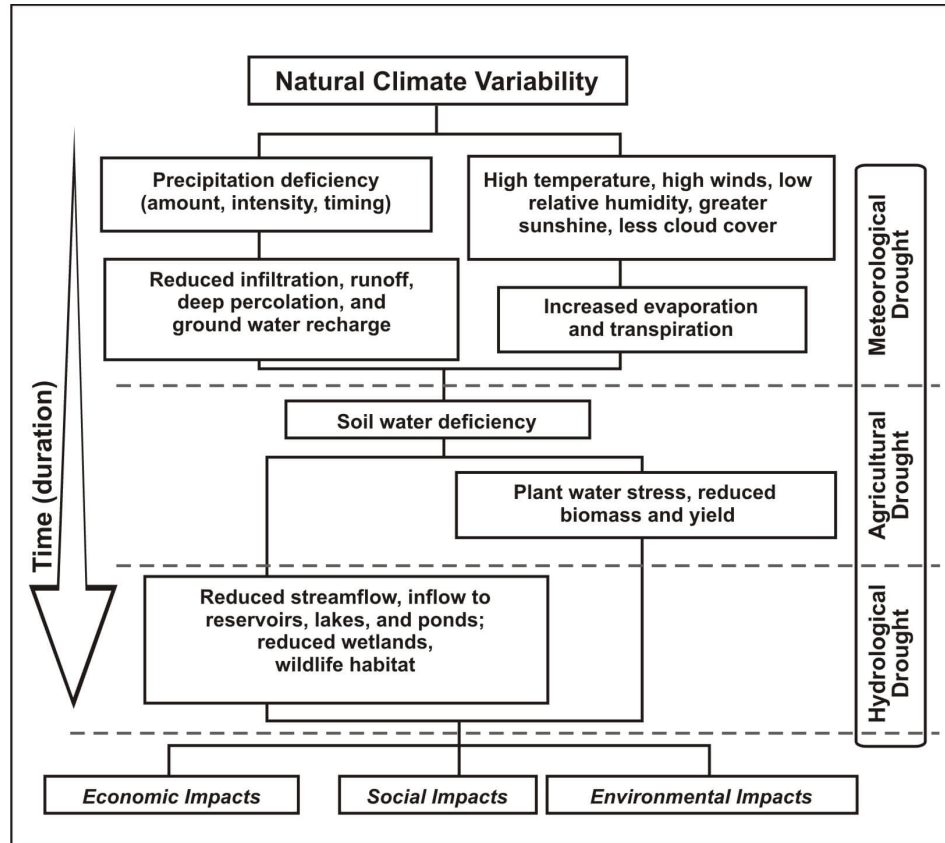 Natural Climate Variability
Precipitation deficiency
(amount, intensity, timing)
High temperature, high winds, low
relative humidity, greater
sunshine, less cloud cover
Reduced infiltration, runoff,
deep percolation, and
ground water recharge
Increased evaporation
and transpiration
Meteorological
Drought
Time (duration)
Soil water deficiency
Plant water stress, reduced
biomass and yield
Agricultural
Drought
Reduced streamflow, inflow to
reservoirs, lakes, and ponds;
reduced wetlands,
wildlife habitat
Hydrological
Drought
Economic Impacts
Social Impacts
Environmental Impacts